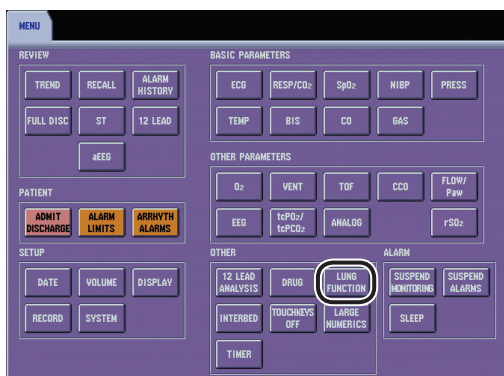 MENU
REVIEW
TREND RECALL ALARM
HISTORY
FULL DISC ST 12 LEAD
aEEG
PATIENT
ADMIT
DISCHARGE ALARM
LIMITS ARRHYTH
ALARMS
SETUP
DATE VOLUME DISPLAY
RECORD SYSTEM
BASIC PARAMETERS
ECG RESP/CO2 SpO2 NIBP PRESS
TEMP BIS CO GAS
OTHER PARAMETERS
O2 VENT TOF CCO FLOW/
Paw
EEG tcPO2/
tcPCO2 ANALOG rSO2
OTHER
12 LEAD
ANALYSIS DRUG LUNG
FUNCTION
INTERBED TOUCHKEYS
OFF LARGE
NUMERICS
TIMER
ALARM
SUSPEND
MONITORING SUSPEND
ALARMS
SLEEP